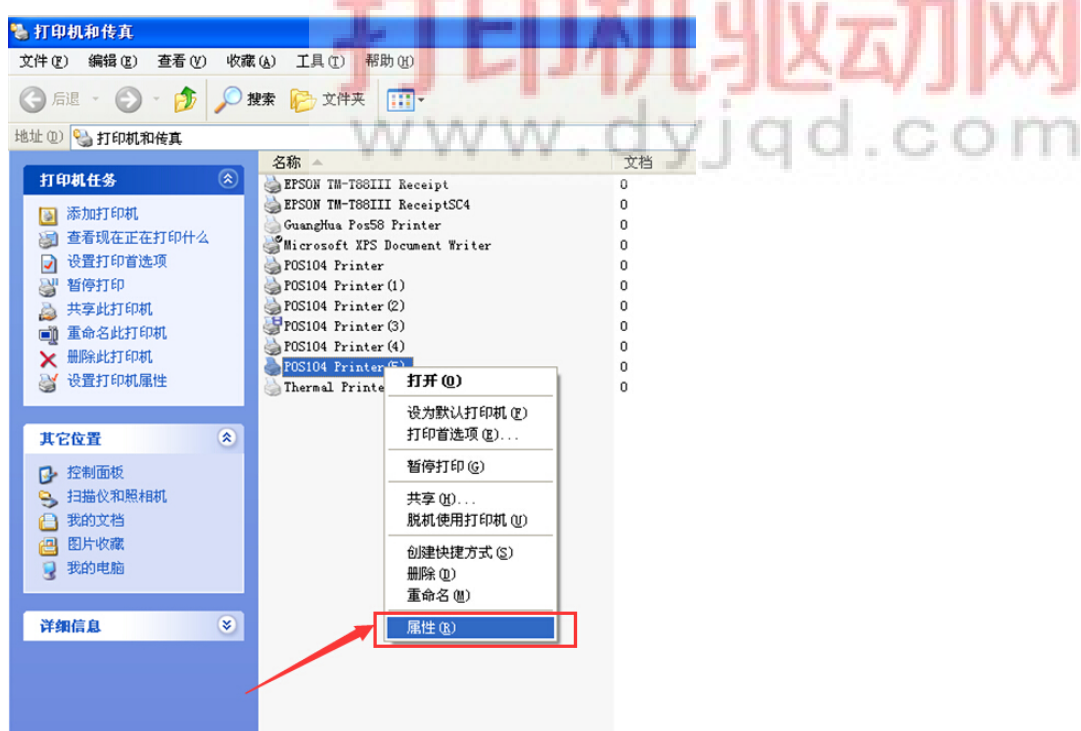 打印机驱动网
www.dyjqd.com
打印机和传真
文件(F) 编辑(E) 查看(V) 收藏(A) 工具(T) 帮助(H)
后退 搜索 文件夹
地址(D) 打印机和传真
打印机任务
添加打印机
查看现在正在打印什么
设置打印首选项
暂停打印
共享此打印机
重命名此打印机
删除此打印机
设置打印机属性
其它位置
控制面板
扫描仪和照相机
我的文档
图片收藏
我的电脑
详细信息
名称 文档
EPSON TM-T88III Receipt 0
EPSON TM-T88III ReceiptSC4 0
GuangHua Pos58 Printer 0
Microsoft XPS Document Writer 0
POS104 Printer 0
POS104 Printer(1) 0
POS104 Printer(2) 0
POS104 Printer(3) 0
POS104 Printer(4) 0
POS104 Printer(5) 0
Thermal Printe 0
打开(O)
设为默认打印机(F)
打印首选项(E)...
暂停打印(G)
共享(H)...
脱机使用打印机(U)
创建快捷方式(S)
删除(D)
重命名(M)
属性(R)